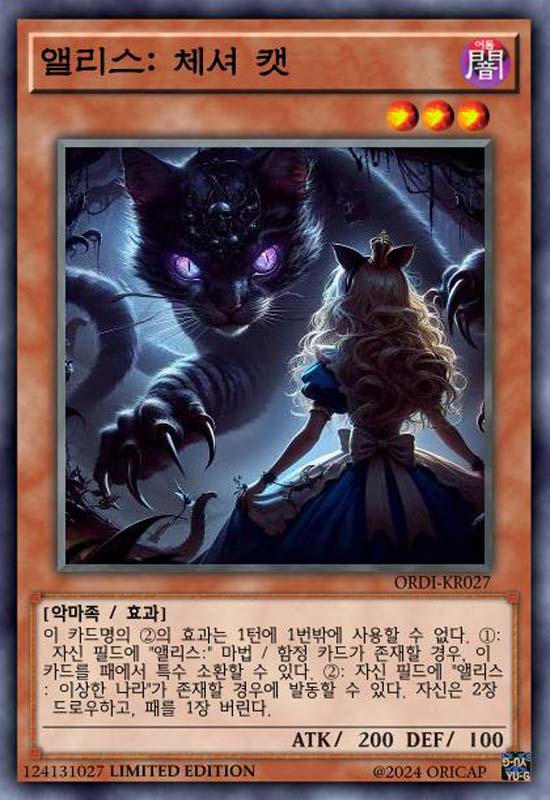 앨리스: 체셔 캣
어둠
闇
ORDI-KR027
[악마족 / 효과]
이 카드명의 ②의 효과는 1턴에 1번밖에 사용할 수 없다. ①:
자신 필드에 "앨리스:" 마법 / 함정 카드가 존재할 경우, 이
카드를 패에서 특수 소환할 수 있다. ②: 자신 필드에 "앨리스
: 이상한 나라"가 존재할 경우에 발동할 수 있다. 자신은 2장
드로우하고, 패를 1장 버린다.
ATK/ 200 DEF/ 100
124131027 LIMITED EDITION
©2024 ORICAP
YU-G